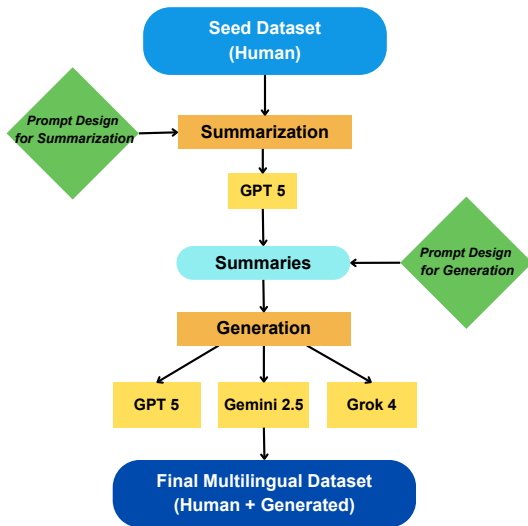 Seed Dataset
(Human)
Prompt Design
for Summarization
Summarization
GPT 5
Summaries
Prompt Design
for Generation
Generation
GPT 5
Gemini 2.5
Grok 4
Final Multilingual Dataset
(Human + Generated)